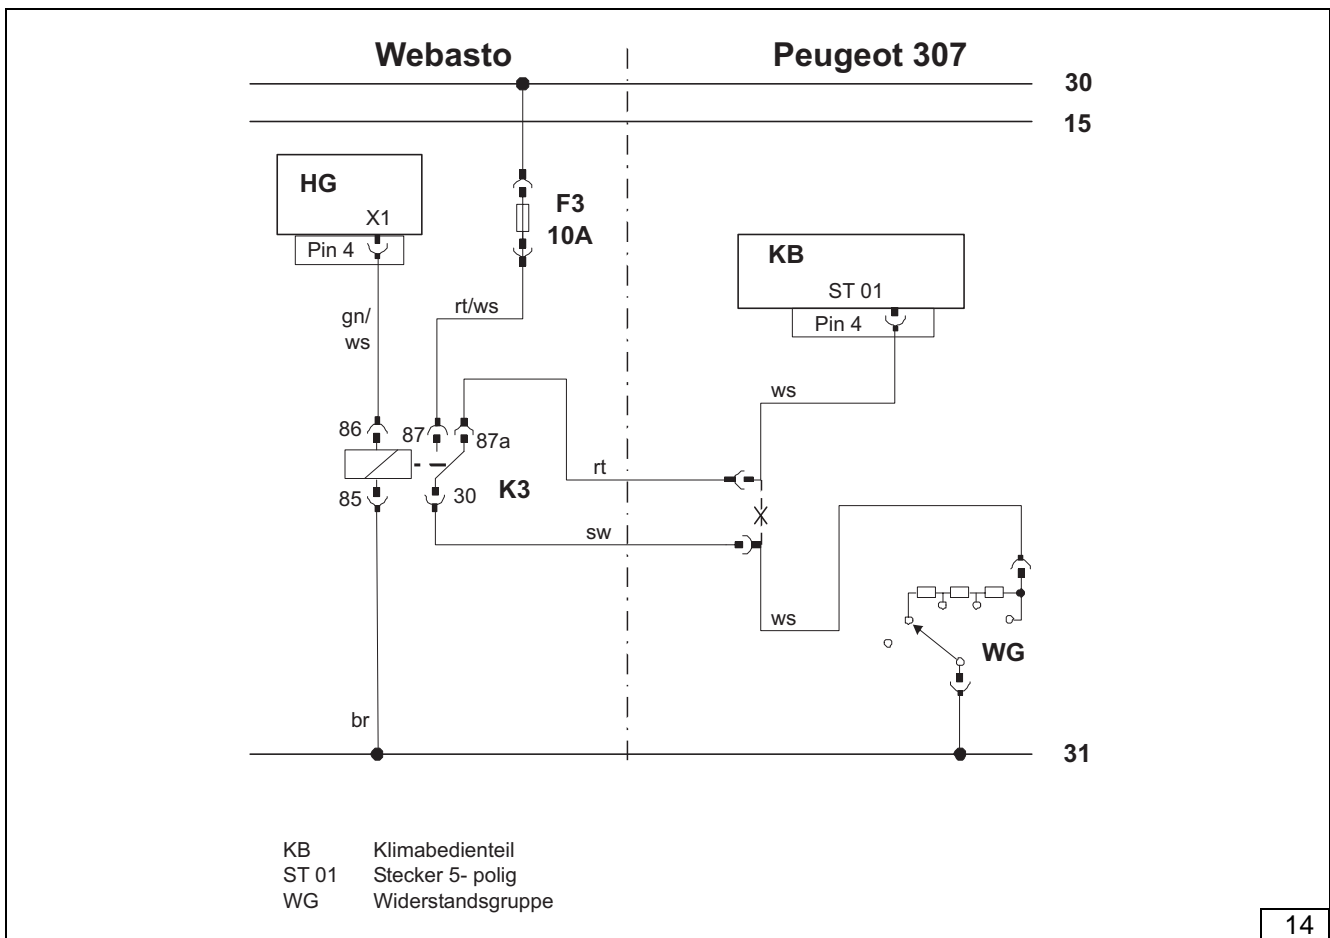 Webasto
Peugeot 307
30
15
HG
X1
Pin 4
F3
10A
KB
ST 01
Pin 4
gn/
ws
rt/ws
ws
86
87
87a
rt
85
30
K3
sw
ws
WG
br
31
KB Klimabedienteil
ST 01 Stecker 5- polig
WG Widerstandsgruppe
14